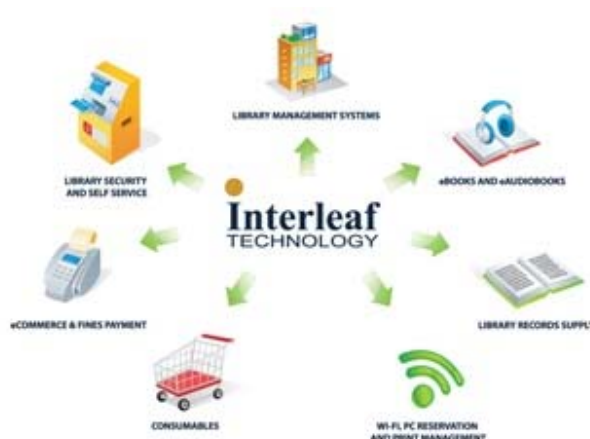 LIBRARY MANAGEMENT SYSTEMS
LIBRARY SECURITY
AND SELF SERVICE
eBOOKS AND eAUDIOBOOKS
Interleaf
TECHNOLOGY
eCOMMERCE & FINES PAYMENT
LIBRARY RECORDS SUPPLY
CONSUMABLES
WI-FI, PC RESERVATION
AND PRINT MANAGEMENT